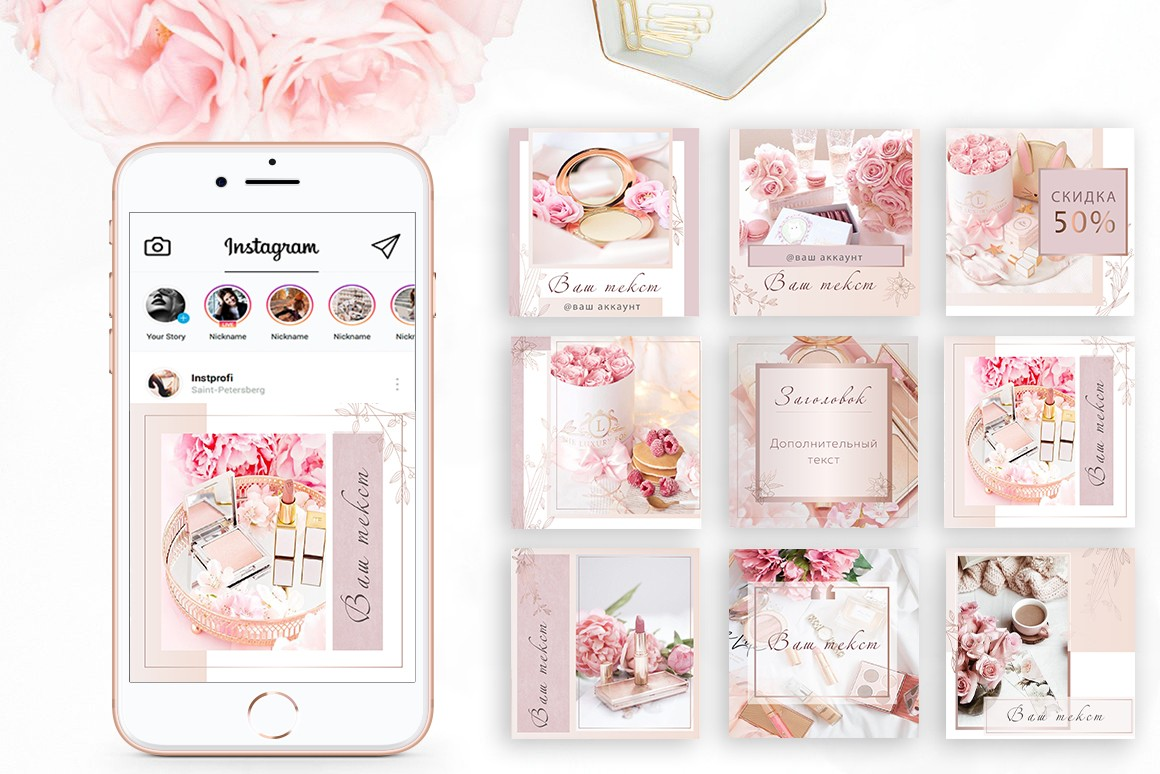 Instagram
Your Story
LIVE
Nickname
Nickname
Nickname
Instprofi
Saint-Petersberg
Ваш текст
Ваш текст
@ваш аккаунт
@ваш аккаунт
Ваш текст
СКИДКА
50%
L
Заголовок
Дополнительный
текст
Ваш текст
Ваш текст
Ваш текст
Ваш текст